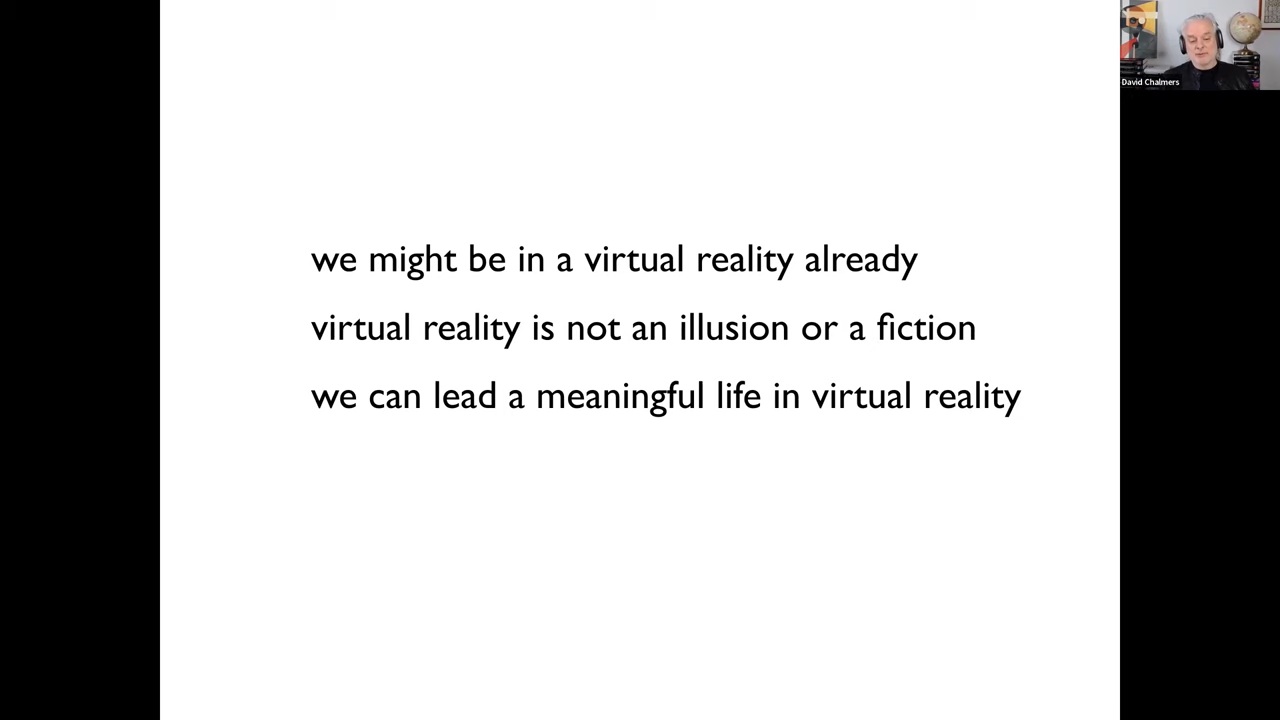 David Chalmers
we might be in a virtual reality already
virtual reality is not an illusion or a fiction
we can lead a meaningful life in virtual reality